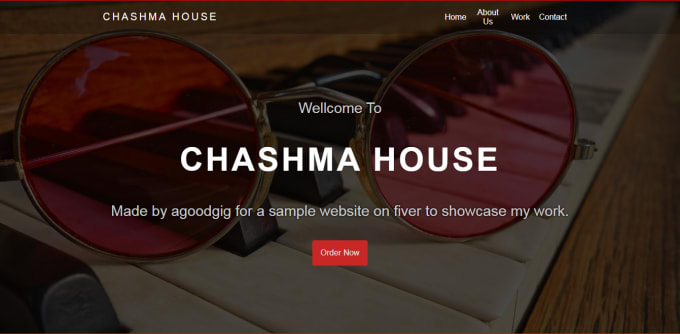 CHASHMA HOUSE
Home
About
Us
Work
Contact
Wellcome To
CHASHMA HOUSE
Made by agoodgig for a sample website on fiver to showcase my work.
Order Now